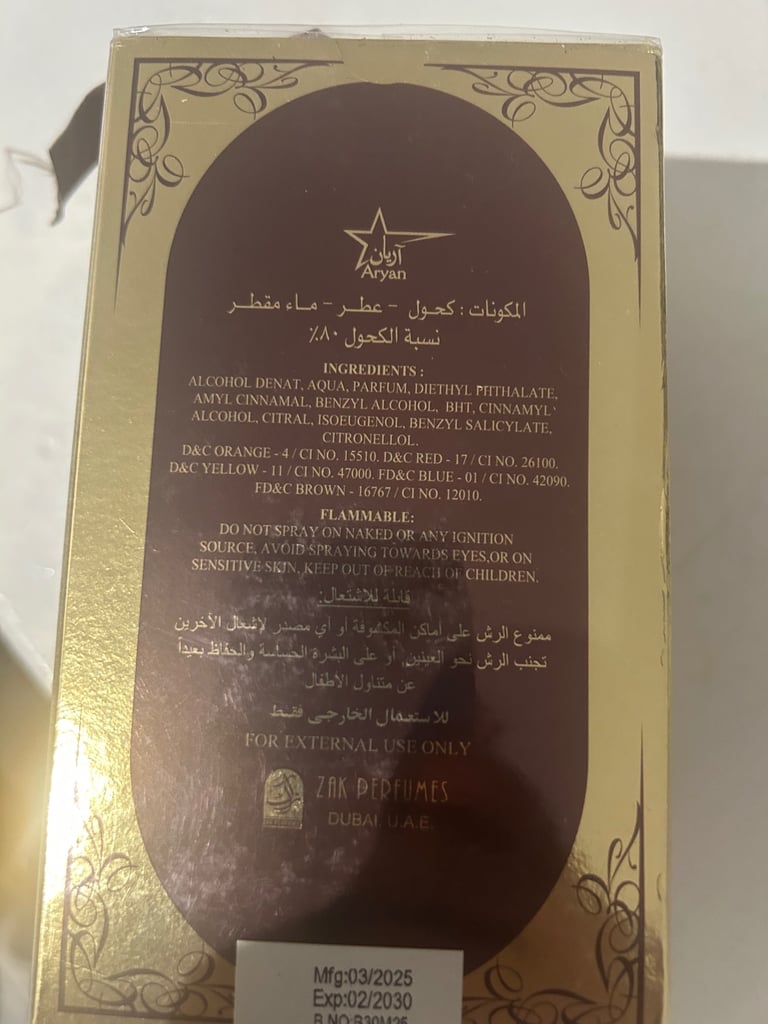 آريان
Aryan
المكونات : كحول - عطر - ماء مقطر
نسبة الكحول ٨٠٪
INGREDIENTS :
ALCOHOL DENAT, AQUA, PARFUM, DIETHYL PHTHALATE,
AMYL CINNAMAL, BENZYL ALCOHOL, BHT, CINNAMYL
ALCOHOL, CITRAL, ISOEUGENOL, BENZYL SALICYLATE,
CITRONELLOL.
D&C ORANGE - 4 / CI NO. 15510. D&C RED - 17 / CI NO. 26100.
D&C YELLOW - 11 / CI NO. 47000. FD&C BLUE - 01 / CI NO. 42090.
FD&C BROWN - 16767 / CI NO. 12010.
FLAMMABLE:
DO NOT SPRAY ON NAKED OR ANY IGNITION
SOURCE, AVOID SPRAYING TOWARDS EYES,OR ON
SENSITIVE SKIN, KEEP OUT OF REACH OF CHILDREN.
قابلة للاشتعال:
ممنوع الرش على أماكن المكشوفة أو أي مصدر لإشعال الآخرين
تجنب الرش نحو العينين, أو على البشرة الحساسة والحفاظ بعيداً
عن متناول الأطفال
للاستعمال الخارجى فقط
FOR EXTERNAL USE ONLY
ZAK PERFUMES
DUBAI. U.A.E.
Mfg:03/2025
Exp:02/2030
B.NO:B30M25